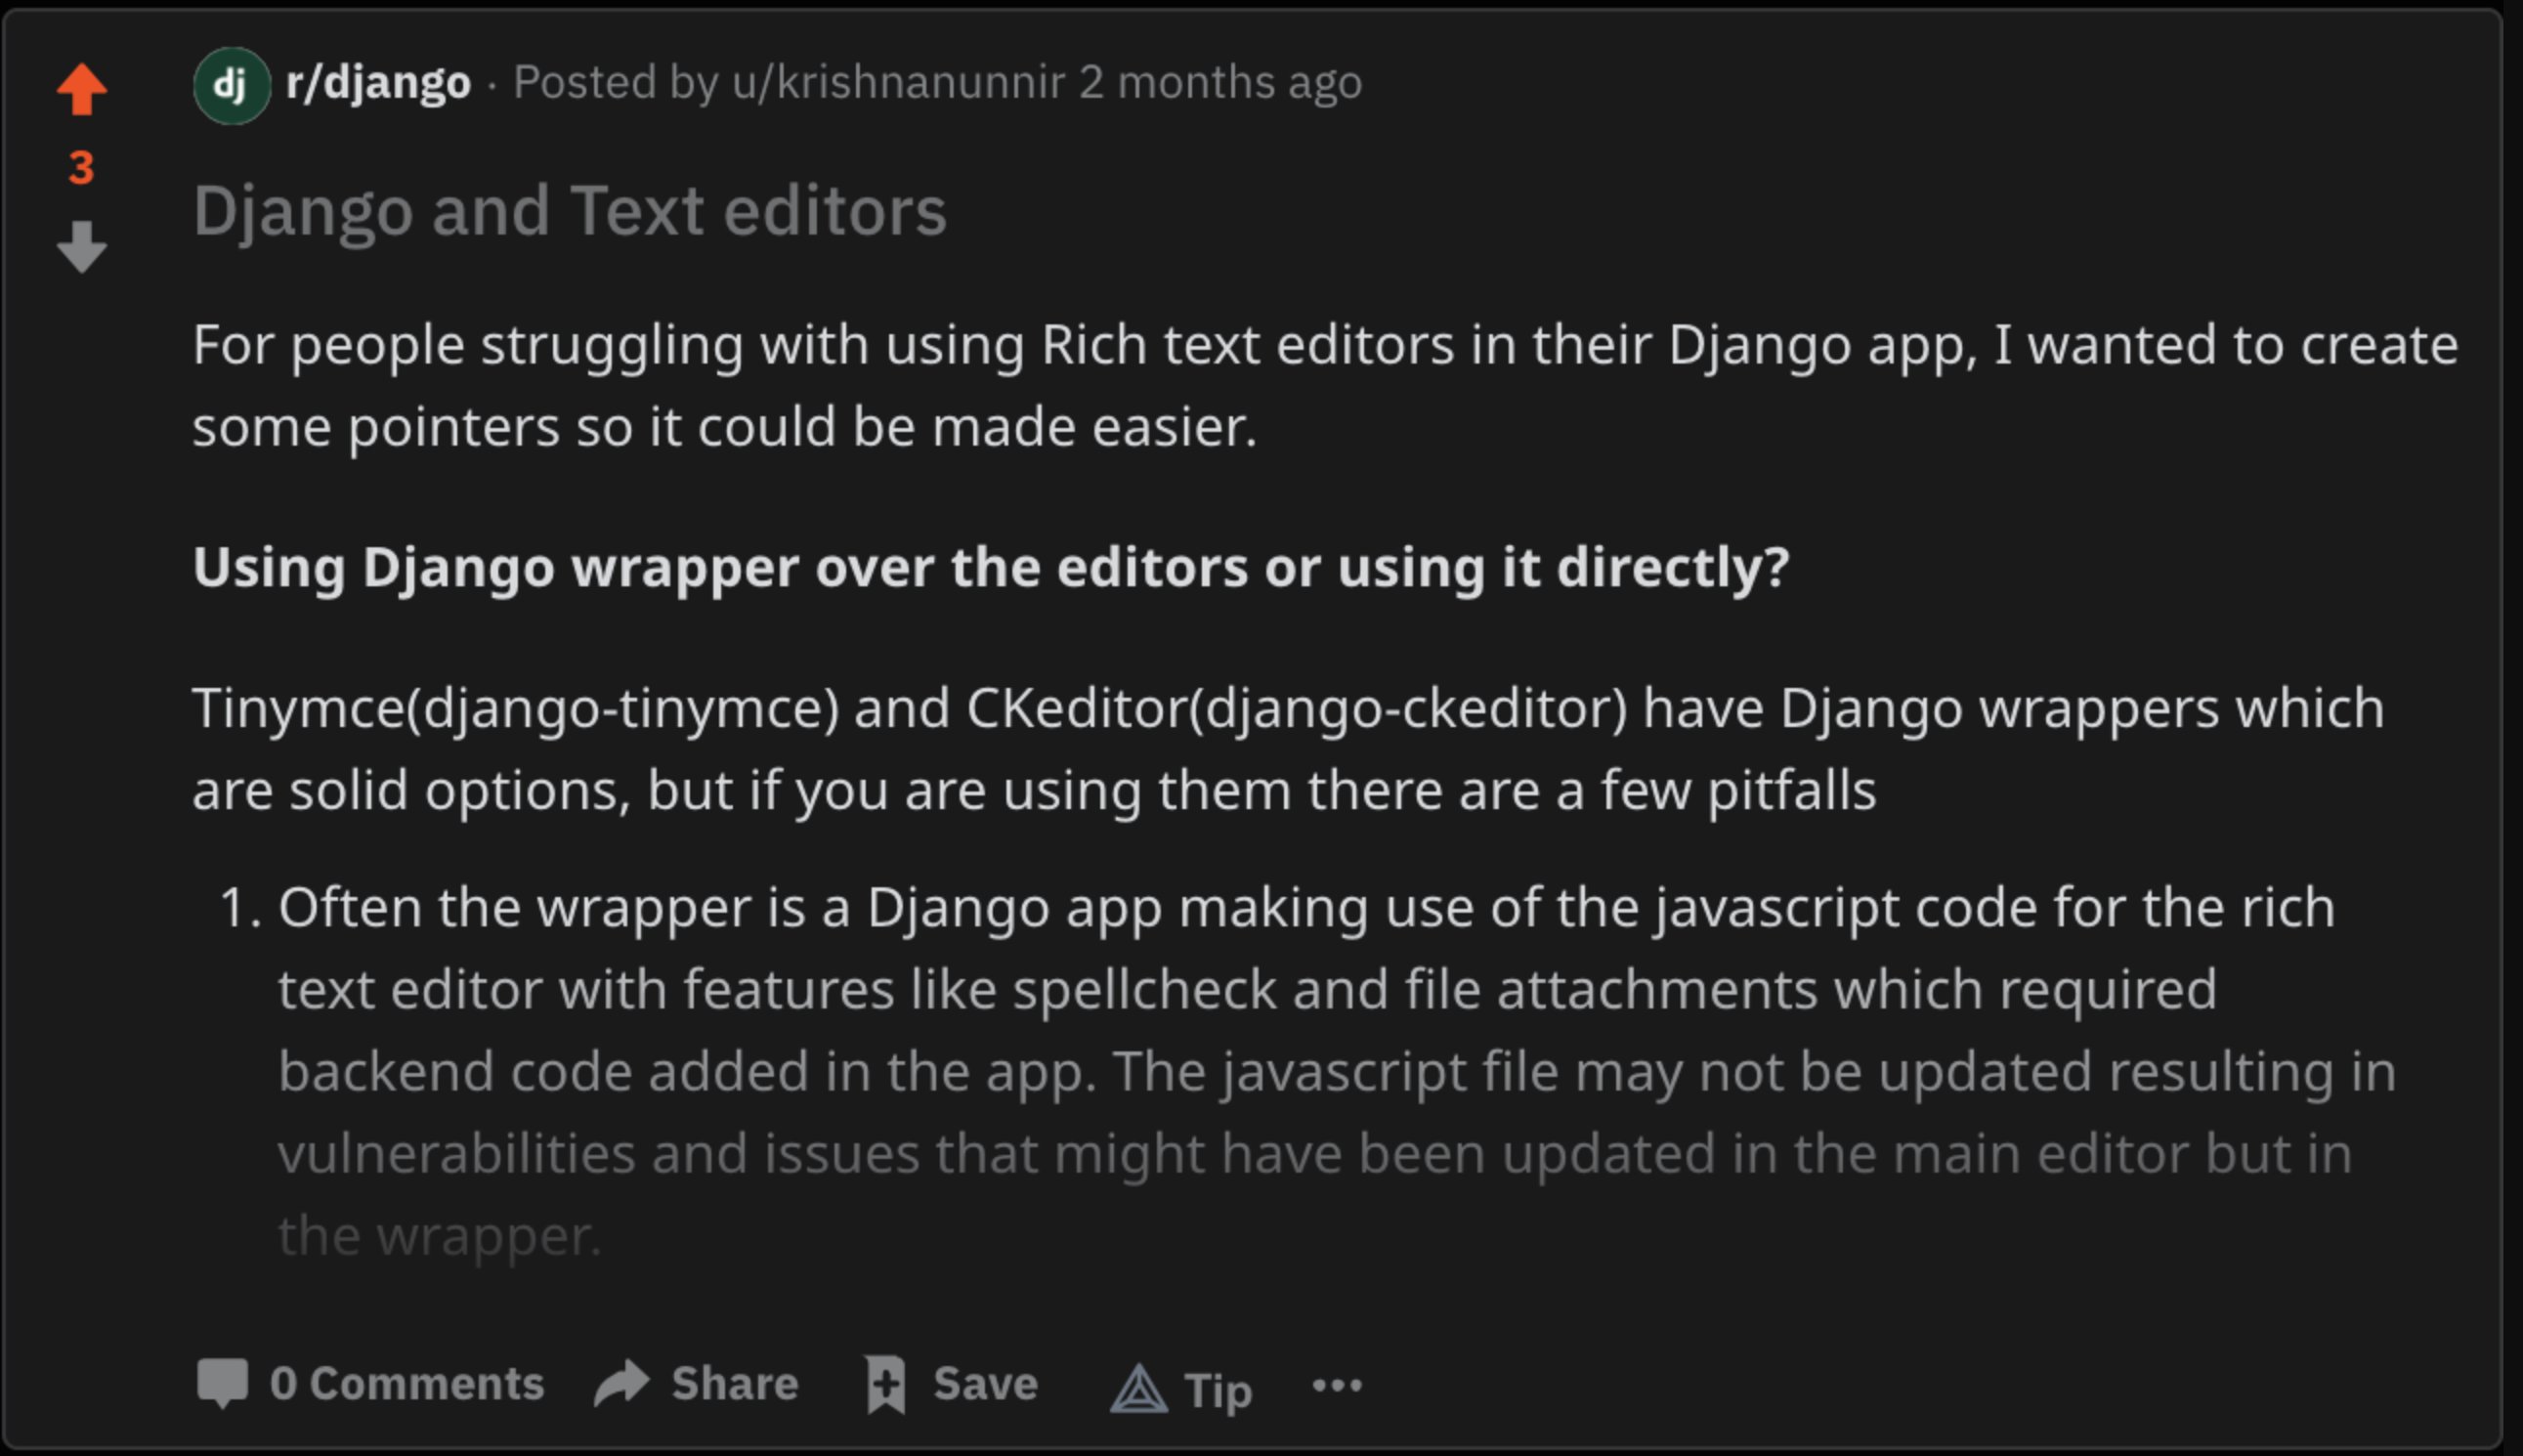 dj r/django · Posted by u/krishnanunnir 2 months ago
3
Django and Text editors
For people struggling with using Rich text editors in their Django app, I wanted to create
some pointers so it could be made easier.
Using Django wrapper over the editors or using it directly?
Tinymce(django-tinymce) and CKeditor(django-ckeditor) have Django wrappers which
are solid options, but if you are using them there are a few pitfalls
1. Often the wrapper is a Django app making use of the javascript code for the rich
text editor with features like spellcheck and file attachments which required
backend code added in the app. The javascript file may not be updated resulting in
vulnerabilities and issues that might have been updated in the main editor but in
the wrapper.
0 Comments Share Save Tip •••